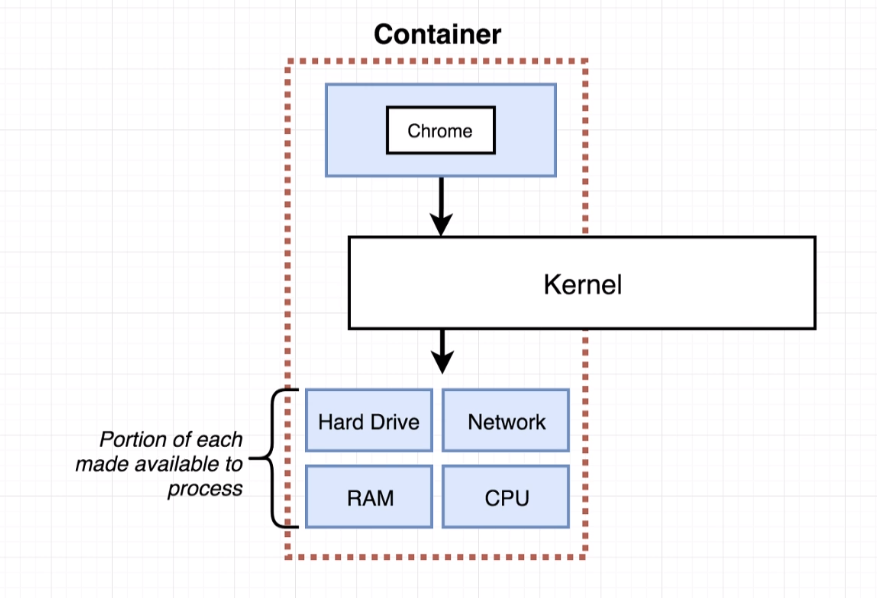 Container
Chrome
Kernel
Hard Drive
Network
Portion of each
made available to
process
RAM
CPU